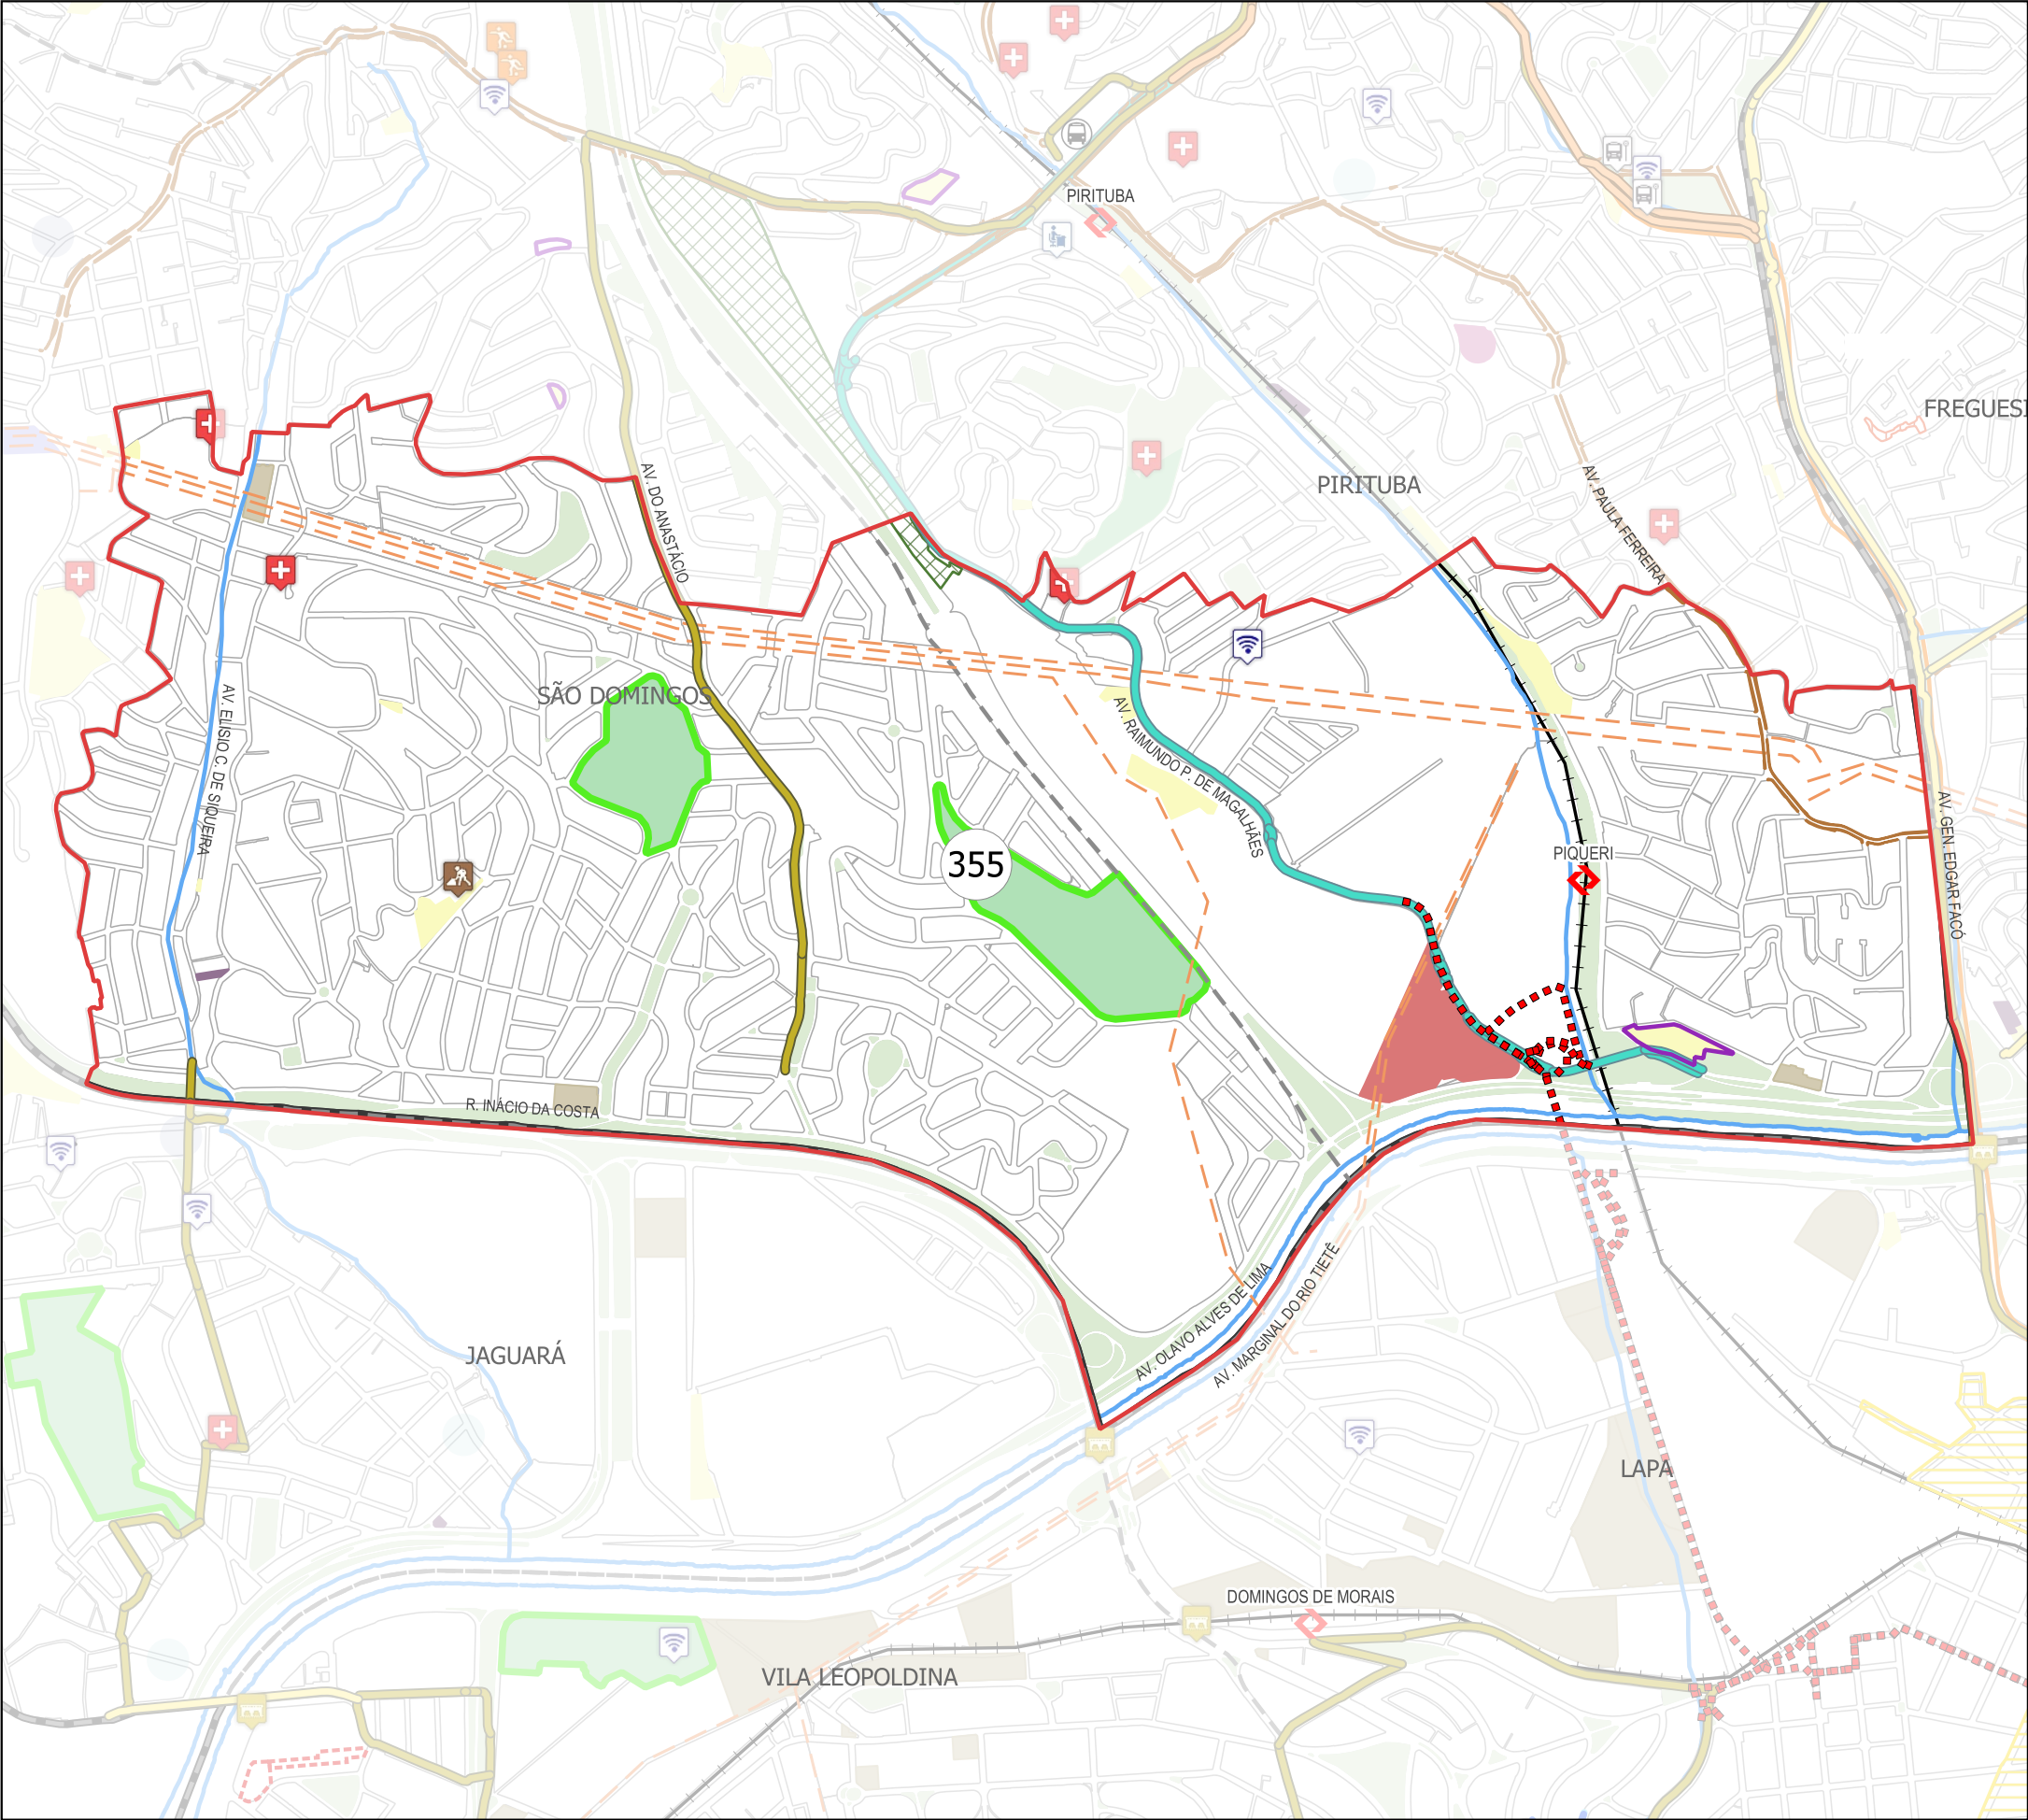 PIRITUBA
FREGUESI
AV. DO ANASTÁCIO
PIRITUBA
AV. PAULA FERREIRA
SÃO DOMINGOS
AV. ELÍSIO C. DE SIQUEIRA
AV. RAIMUNDO P. DE MAGALHÃES
AV. GEN. EDGAR FACÓ
355
PIQUERI
R. INÁCIO DA COSTA
AV. OLAVO ALVES DE LIMA
AV. MARGINAL DO RIO TIETÊ
JAGUARÁ
LAPA
DOMINGOS DE MORAIS
VILA LEOPOLDINA